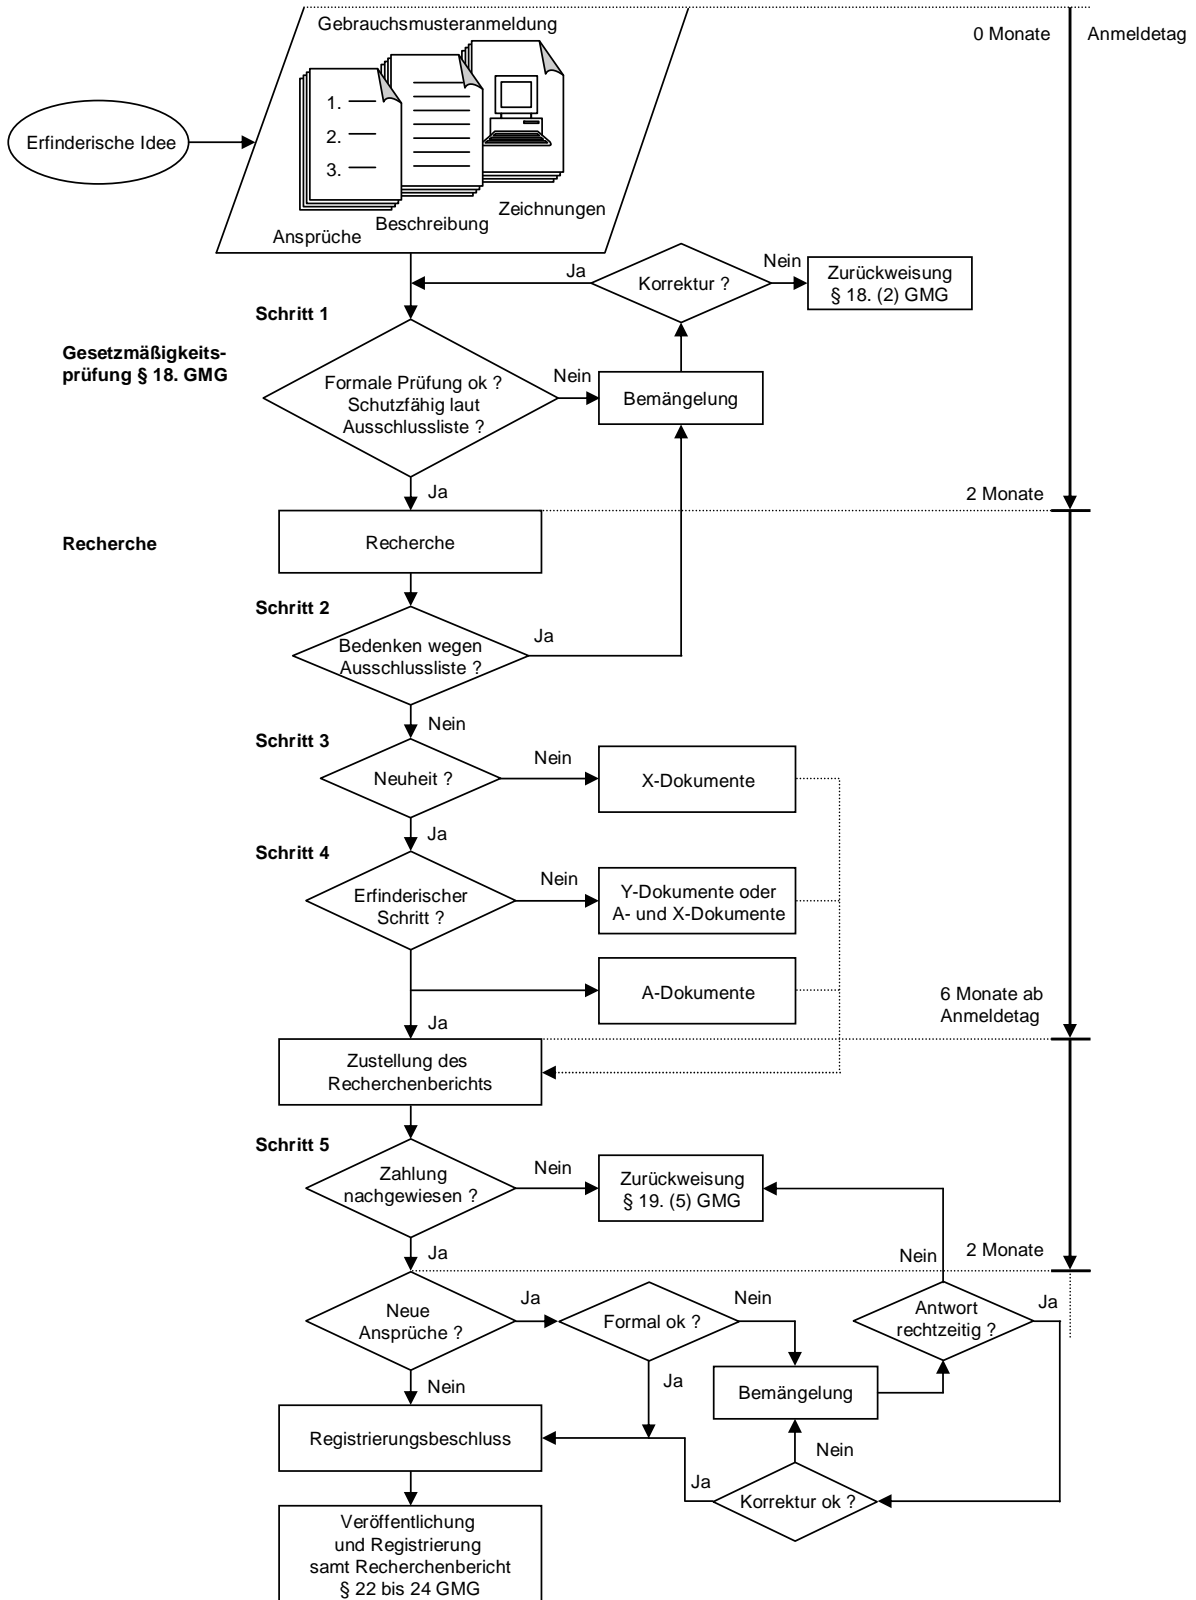 Gebrauchsmusteranmeldung
0 Monate
Anmeldetag
1.
2.
3.
Erfinderische Idee
Zeichnungen
Beschreibung
Ansprüche
Ja
Korrektur ?
Nein
Zurückweisung
§ 18. (2) GMG
Schritt 1
Gesetzmäßigkeits-
prüfung § 18. GMG
Formale Prüfung ok ?
Schutzfähig laut
Ausschlussliste ?
Nein
Bemängelung
Ja
2 Monate
Recherche
Recherche
Schritt 2
Bedenken wegen
Ausschlussliste ?
Ja
Nein
Schritt 3
Neuheit ?
Nein
X-Dokumente
Ja
Schritt 4
Erfinderischer
Schritt ?
Nein
Y-Dokumente oder
A- und X-Dokumente
A-Dokumente
6 Monate ab
Anmeldetag
Ja
Zustellung des
Recherchenberichts
Schritt 5
Zahlung
nachgewiesen ?
Nein
Zurückweisung
§ 19. (5) GMG
Ja
Nein
2 Monate
Neue
Ansprüche ?
Ja
Formal ok ?
Nein
Antwort
rechtzeitig ?
Ja
Nein
Ja
Bemängelung
Registrierungsbeschluss
Nein
Ja
Korrektur ok ?
Veröffentlichung
und Registrierung
samt Recherchenbericht
§ 22 bis 24 GMG